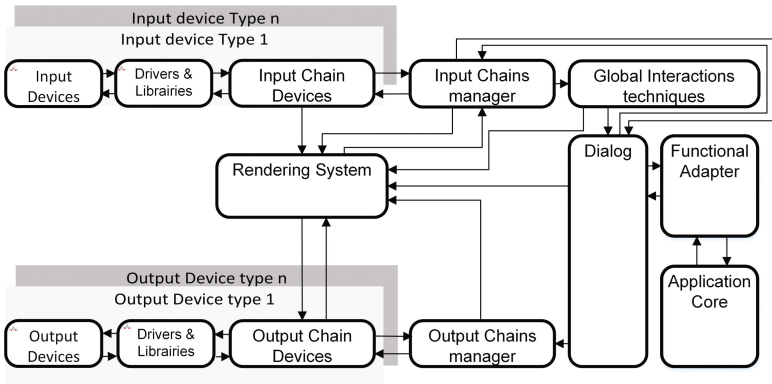 Input device Type n
Input device Type 1
Input
Devices
Drivers &
Librairies
Input Chain
Devices
Input Chains
manager
Global Interactions
techniques
Rendering System
Dialog
Functional
Adapter
Application
Core
Output Device type n
Output Device type 1
Output
Devices
Drivers &
Librairies
Output Chain
Devices
Output Chains
manager